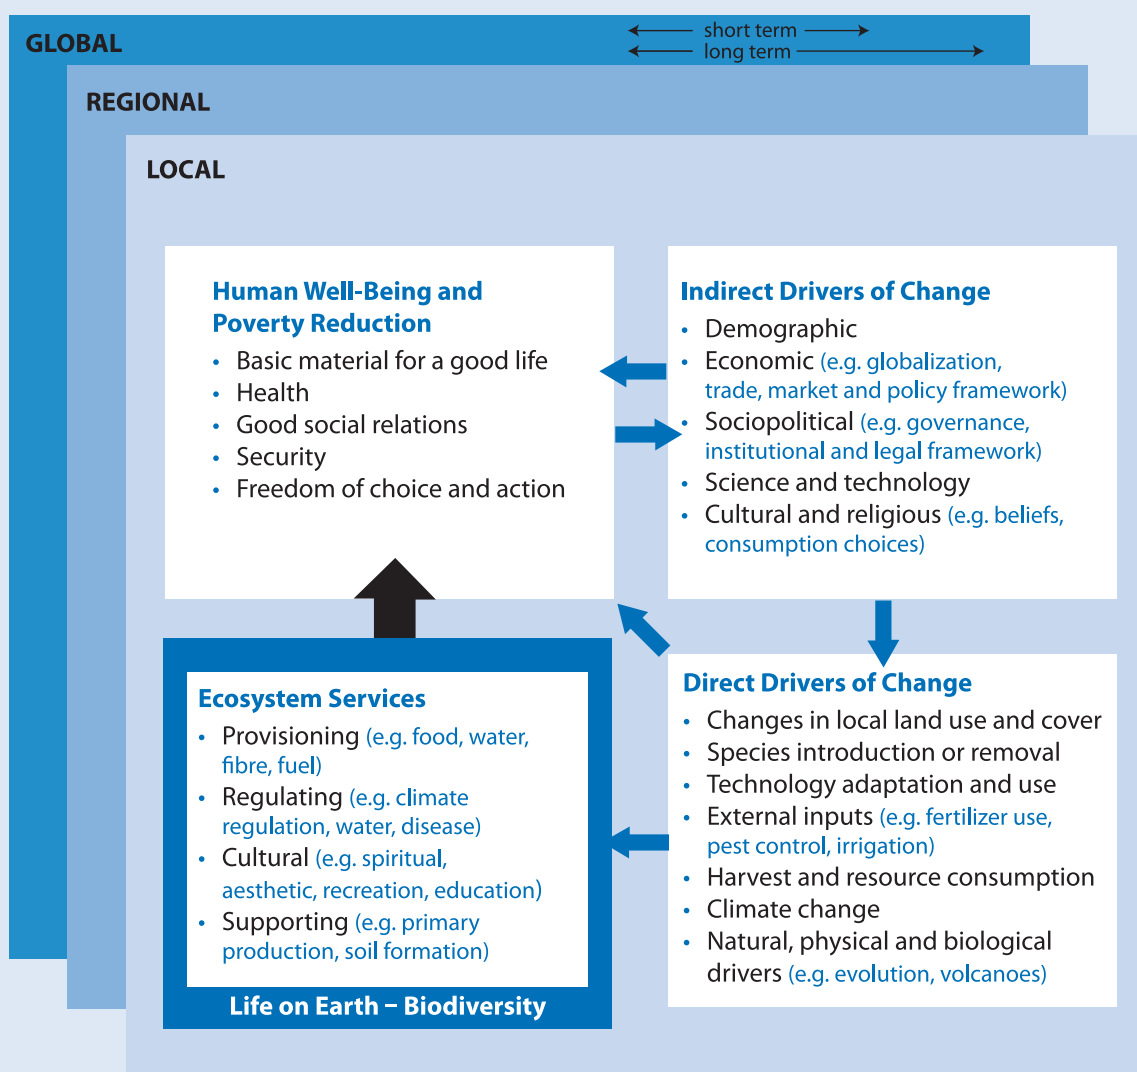 GLOBAL
short term
long term
REGIONAL
LOCAL
Human Well-Being and
Poverty Reduction
• Basic material for a good life
• Health
• Good social relations
• Security
• Freedom of choice and action
Indirect Drivers of Change
• Demographic
• Economic (e.g. globalization,
trade, market and policy framework)
• Sociopolitical (e.g. governance,
institutional and legal framework)
• Science and technology
• Cultural and religious (e.g. beliefs,
consumption choices)
Ecosystem Services
• Provisioning (e.g. food, water,
fibre, fuel)
• Regulating (e.g. climate
regulation, water, disease)
• Cultural (e.g. spiritual,
aesthetic, recreation, education)
• Supporting (e.g. primary
production, soil formation)
Life on Earth – Biodiversity
Direct Drivers of Change
• Changes in local land use and cover
• Species introduction or removal
• Technology adaptation and use
• External inputs (e.g. fertilizer use,
pest control, irrigation)
• Harvest and resource consumption
• Climate change
• Natural, physical and biological
drivers (e.g. evolution, volcanoes)